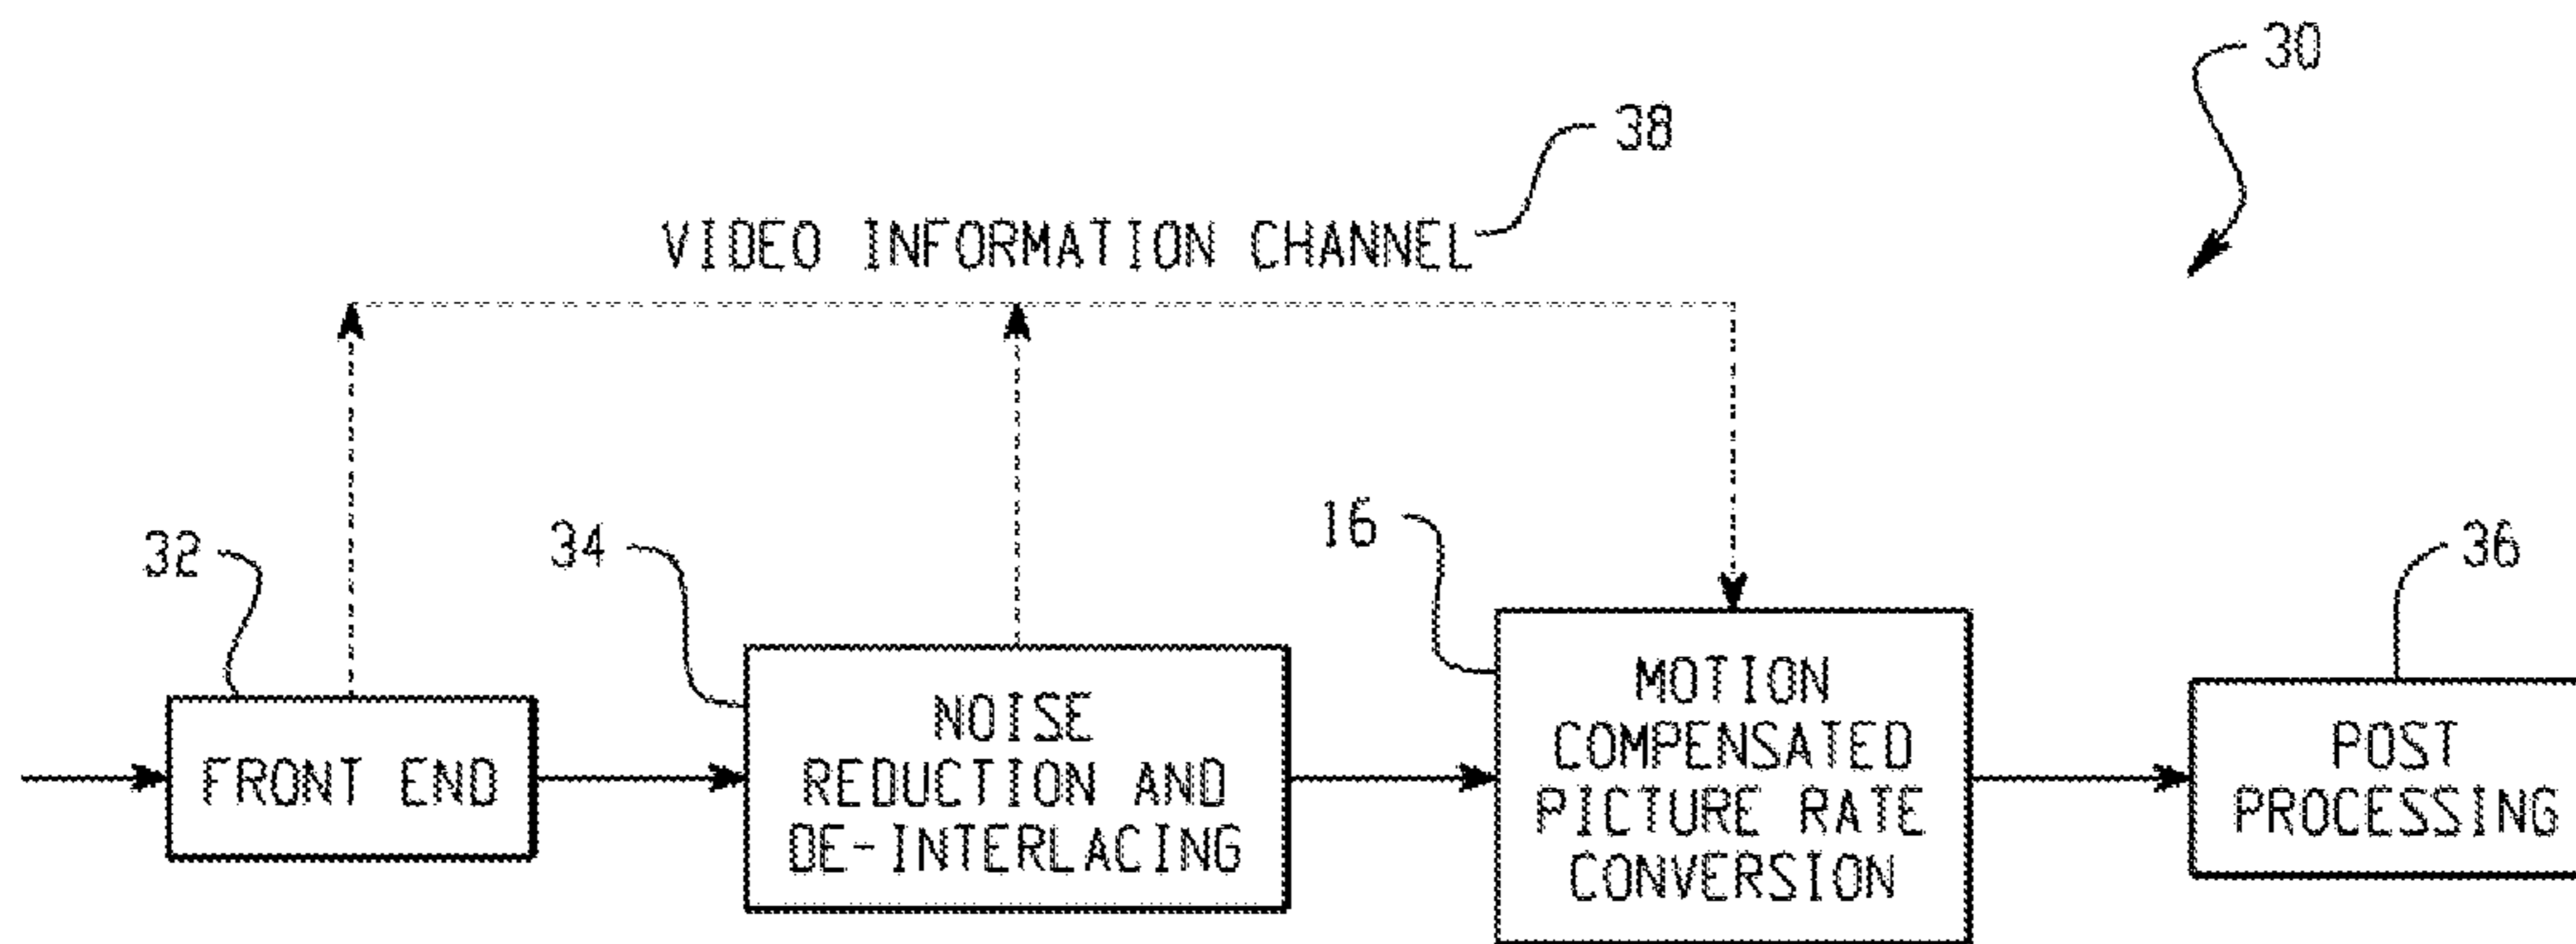 30
38
VIDEO INFORMATION CHANNEL
32
34
16
36
FRONT END
NOISE
REDUCTION AND
DE-INTERLACING
MOTION
COMPENSATED
PICTURE RATE
CONVERSION
POST
PROCESSING